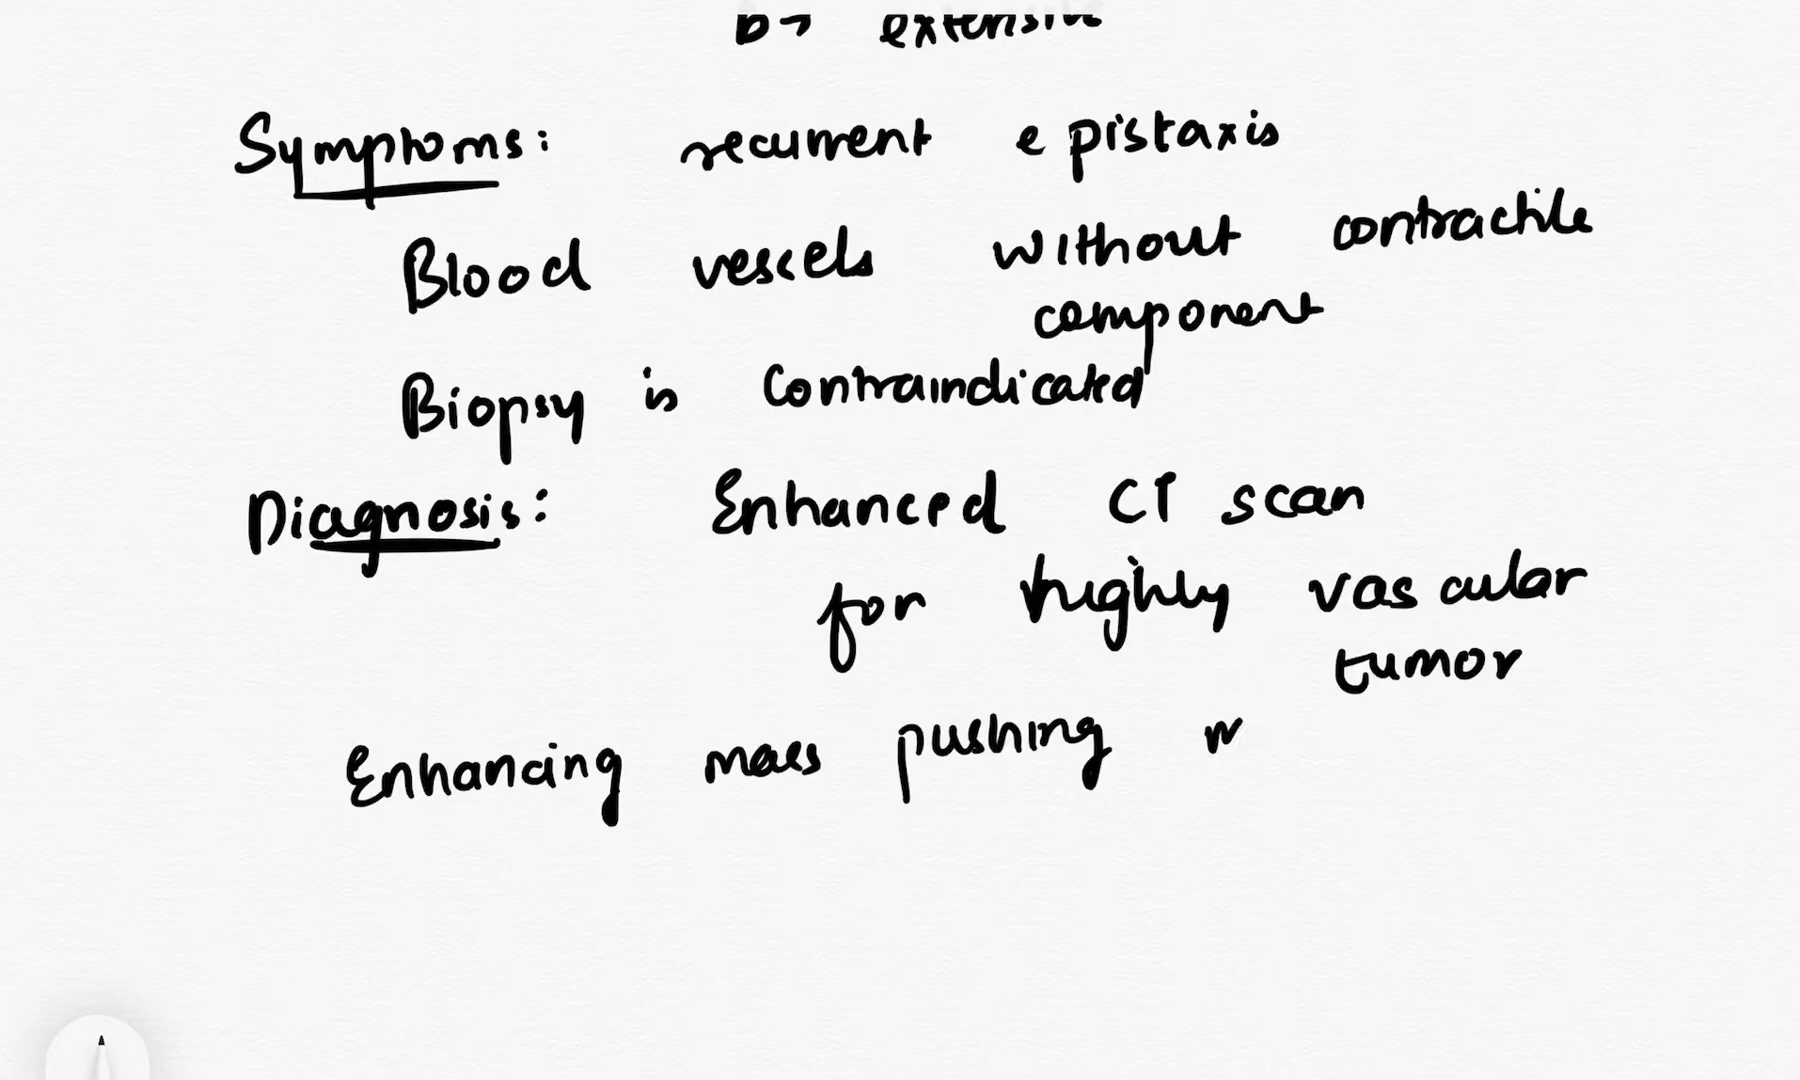 extensive
Symptoms: recurrent epistaxis
Blood vessels without contractile
component
Biopsy is contraindicated
Diagnosis: Enhanced CT scan
for highly vascular
tumor
Enhancing mass pushing